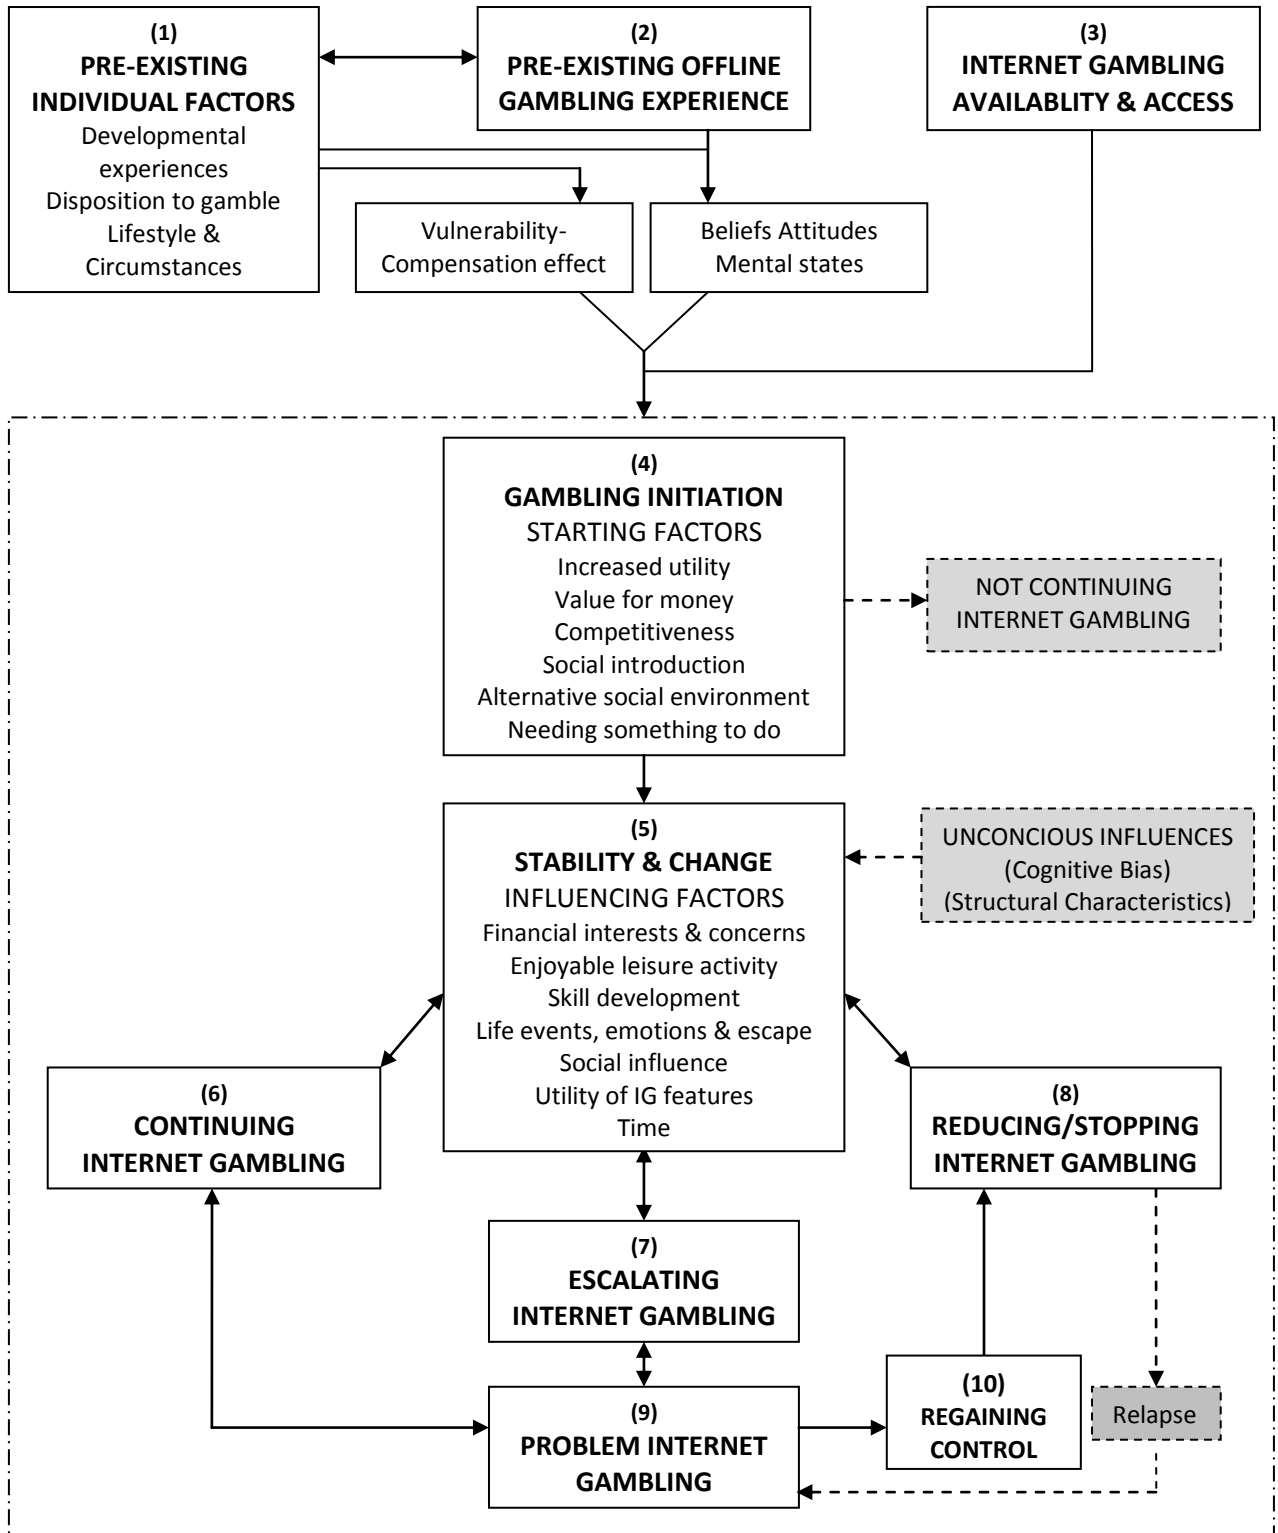 (1)
PRE-EXISTING
INDIVIDUAL FACTORS
Developmental
experiences
Disposition to gamble
Lifestyle &
Circumstances
(2)
PRE-EXISTING OFFLINE
GAMBLING EXPERIENCE
(3)
INTERNET GAMBLING
AVAILABLITY & ACCESS
Vulnerability-
Compensation effect
Beliefs Attitudes
Mental states
(4)
GAMBLING INITIATION
STARTING FACTORS
Increased utility
Value for money
Competitiveness
Social introduction
Alternative social environment
Needing something to do
NOT CONTINUING
INTERNET GAMBLING
(5)
STABILITY & CHANGE
INFLUENCING FACTORS
Financial interests & concerns
Enjoyable leisure activity
Skill development
Life events, emotions & escape
Social influence
Utility of IG features
Time
UNCONCIOUS INFLUENCES
(Cognitive Bias)
(Structural Characteristics)
(6)
CONTINUING
INTERNET GAMBLING
(8)
REDUCING/STOPPING
INTERNET GAMBLING
(7)
ESCALATING
INTERNET GAMBLING
(9)
PROBLEM INTERNET
GAMBLING
(10)
REGAINING
CONTROL
Relapse